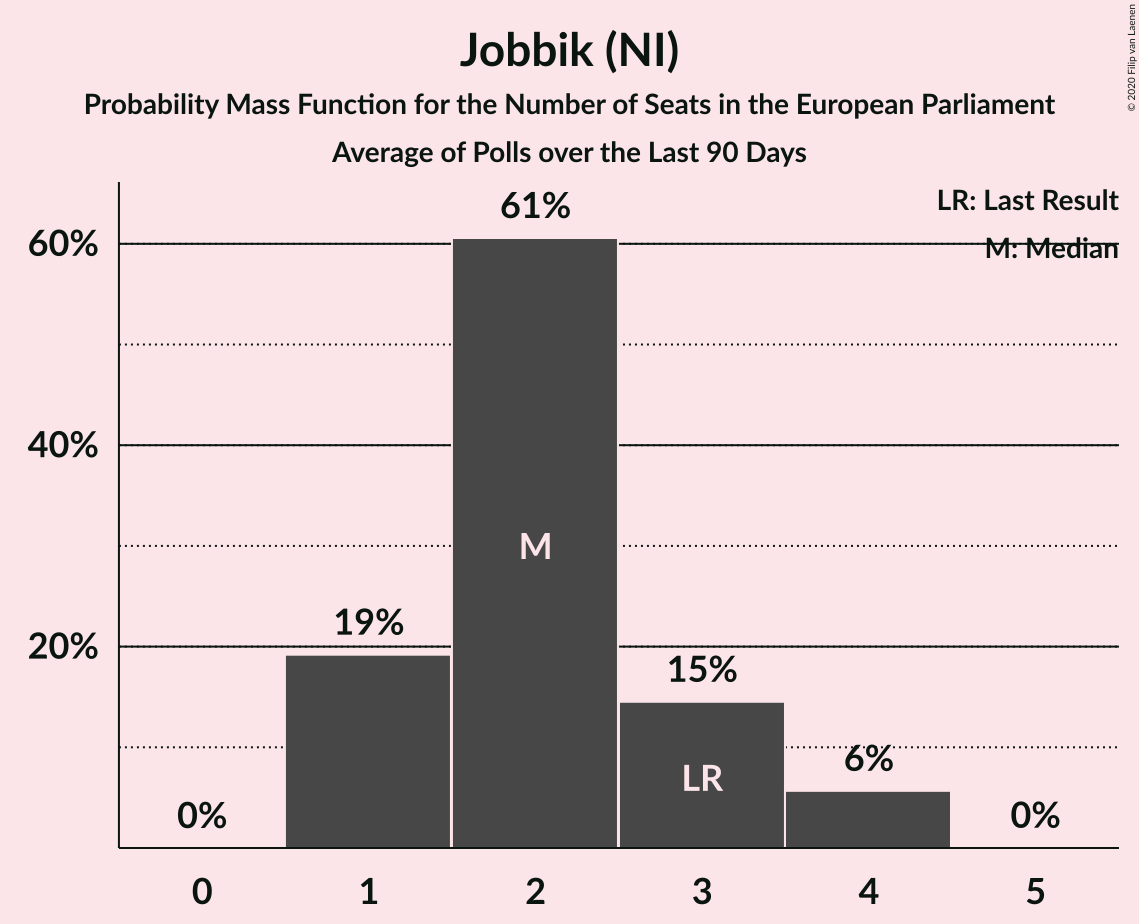 Jobbik (NI)
Probability Mass Function for the Number of Seats in the European Parliament
Average of Polls over the Last 90 Days
© 2020 Filip van Laenen
LR: Last Result
M: Median
61%
60%
40%
M
19%
20%
15%
LR
6%
0%
0%
0 1 2 3 4 5